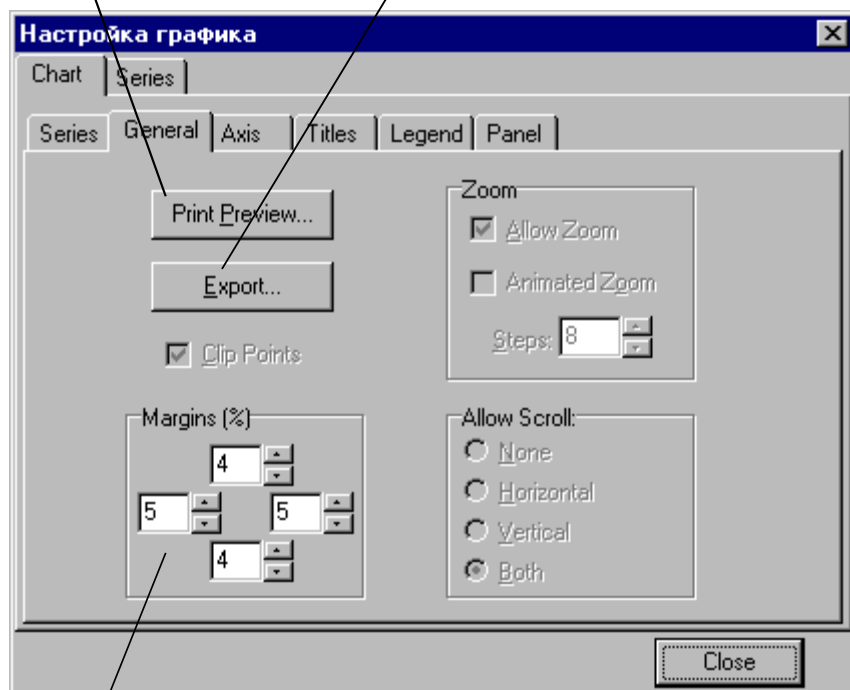 Настройка графика
Chart Series
Series General Axis Titles Legend Panel
Print Preview...
Export...
Clip Points
Margins (%)
4
5 5
4
Zoom
Allow Zoom
Animated Zoom
Steps: 8
Allow Scroll:
None
Horizontal
Vertical
Both
Close